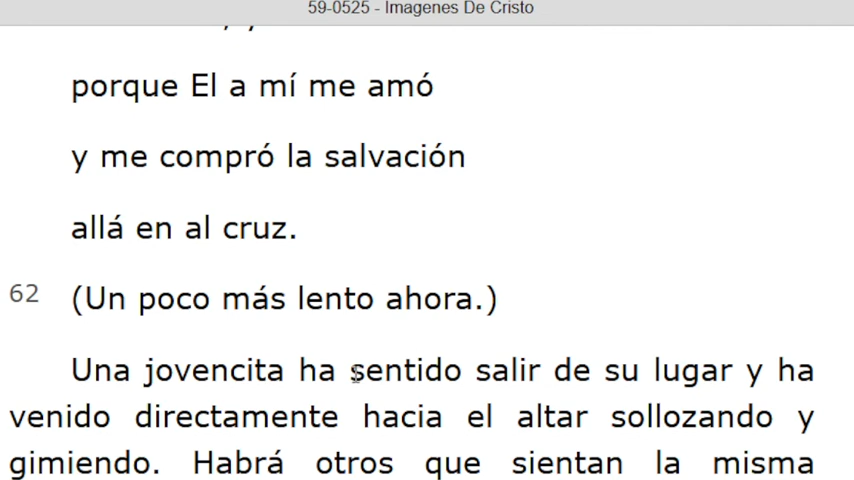 59-0525 - Imagenes De Cristo
porque El a mí me amó
y me compró la salvación
allá en al cruz.
62 (Un poco más lento ahora.)
Una jovencita ha sentido salir de su lugar y ha
venido directamente hacia el altar sollozando y
gimiendo. Habrá otros que sientan la misma